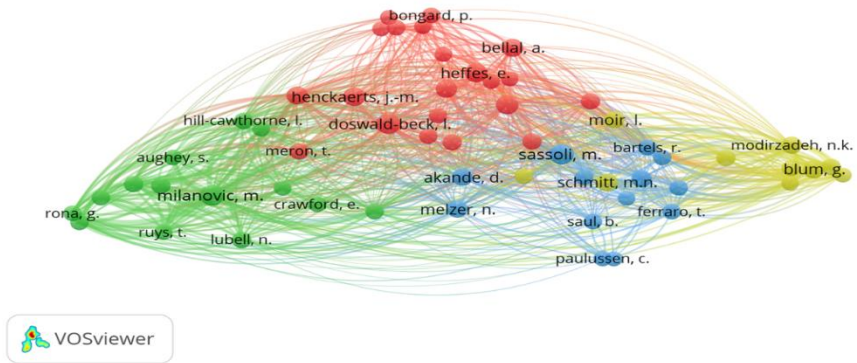 bongard, p.
bellal, a.
heffes, e.
henckaerts, j.-m.
hill-cawthorne, l.
doswald-beck, l.
moir, l.
meron, t.
aughey, s.
sassoli, m.
bartels, r.
modirzadeh, n.k.
blum, g.
akande, d.
schmitt, m.n.
milanovic, m.
crawford, e.
melzer, n.
rona, g.
saul, b.
ferraro, t.
ruys, t.
lubell, n.
paulussen, c.
VOSviewer